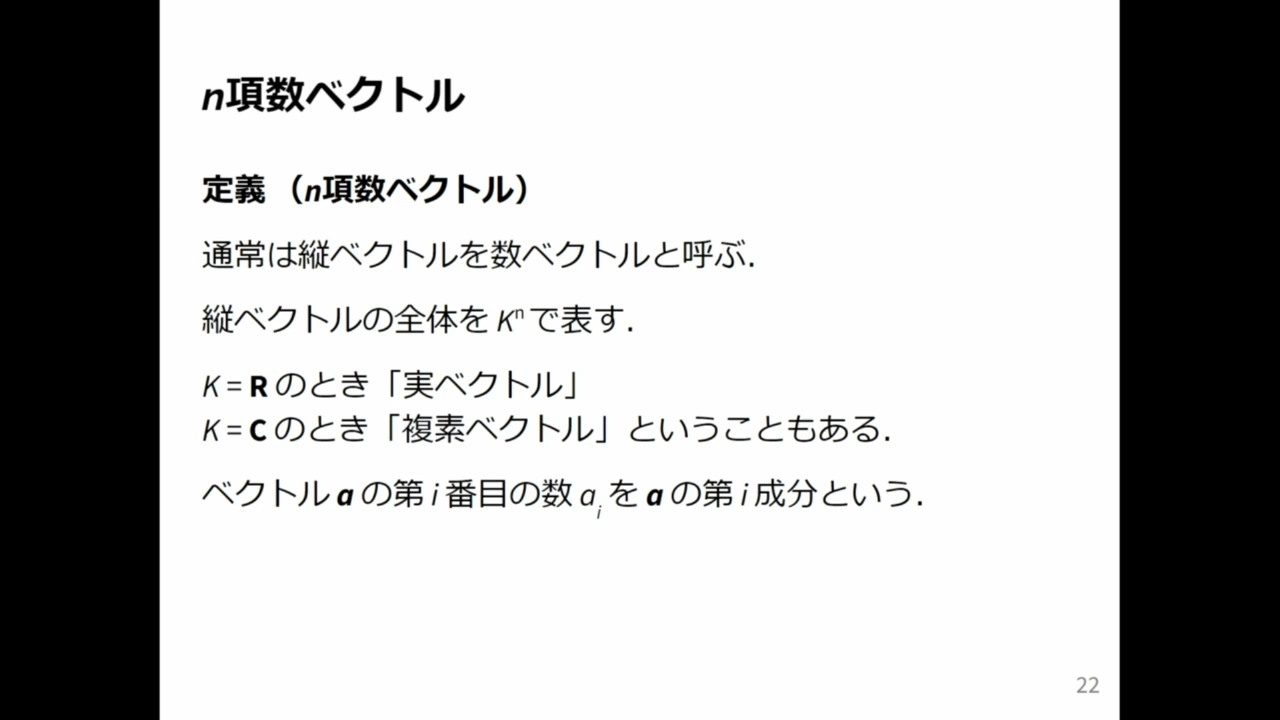 n項数ベクトル
定義 （n項数ベクトル）
通常は縦ベクトルを数ベクトルと呼ぶ.
縦ベクトルの全体を Kⁿ で表す.
K = R のとき「実ベクトル」
K = C のとき「複素ベクトル」ということもある.
ベクトル a の第 i 番目の数 aᵢ を a の第 i 成分という.
22